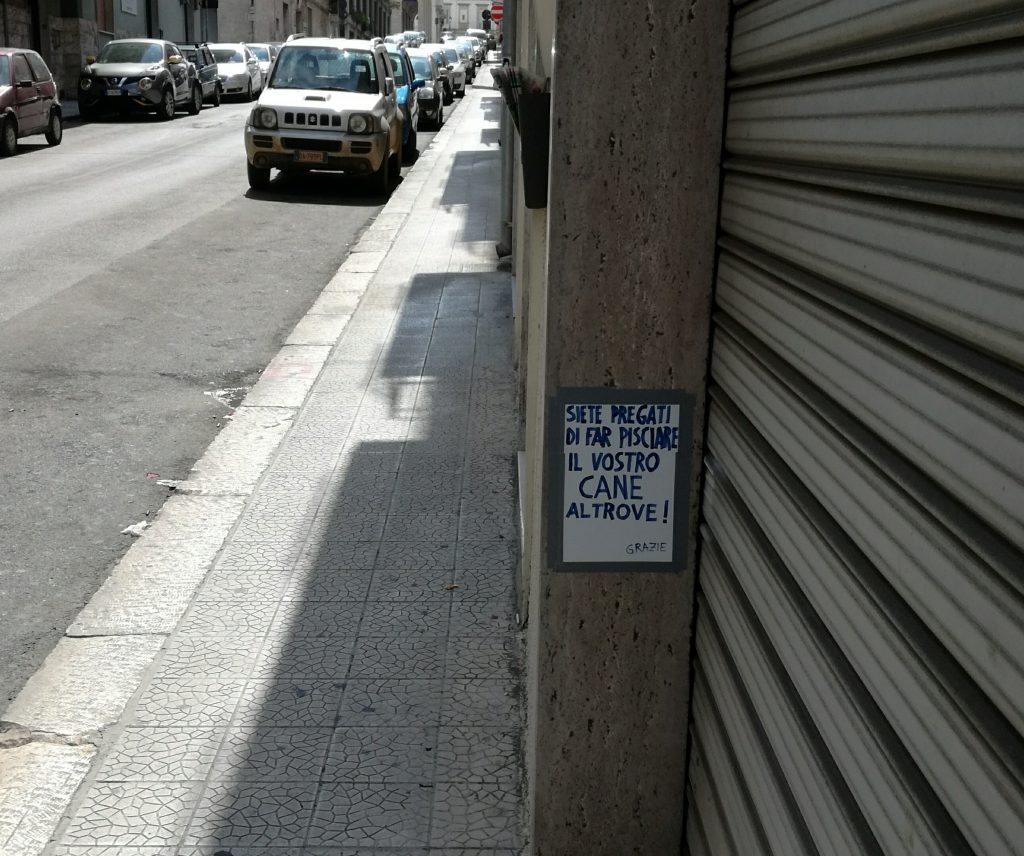 SIETE PREGATI
DI FAR PISCIARE
IL VOSTRO
CANE
ALTROVE!
GRAZIE